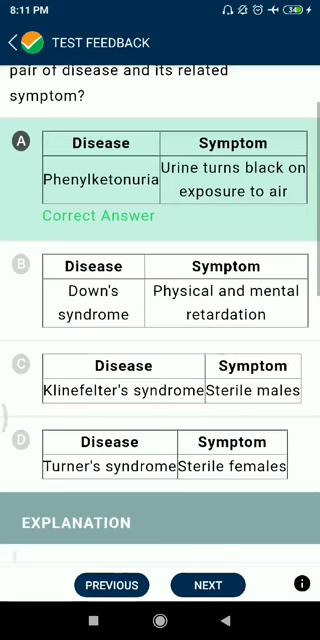 8:11 PM
34
TEST FEEDBACK
pair of disease and its related
symptom?
A
Disease Symptom
Phenylketonuria Urine turns black on
exposure to air
Correct Answer
B
Disease Symptom
Down's Physical and mental
syndrome retardation
C
Disease Symptom
Klinefelter's syndrome Sterile males
D
Disease Symptom
Turner's syndrome Sterile females
EXPLANATION
PREVIOUS NEXT